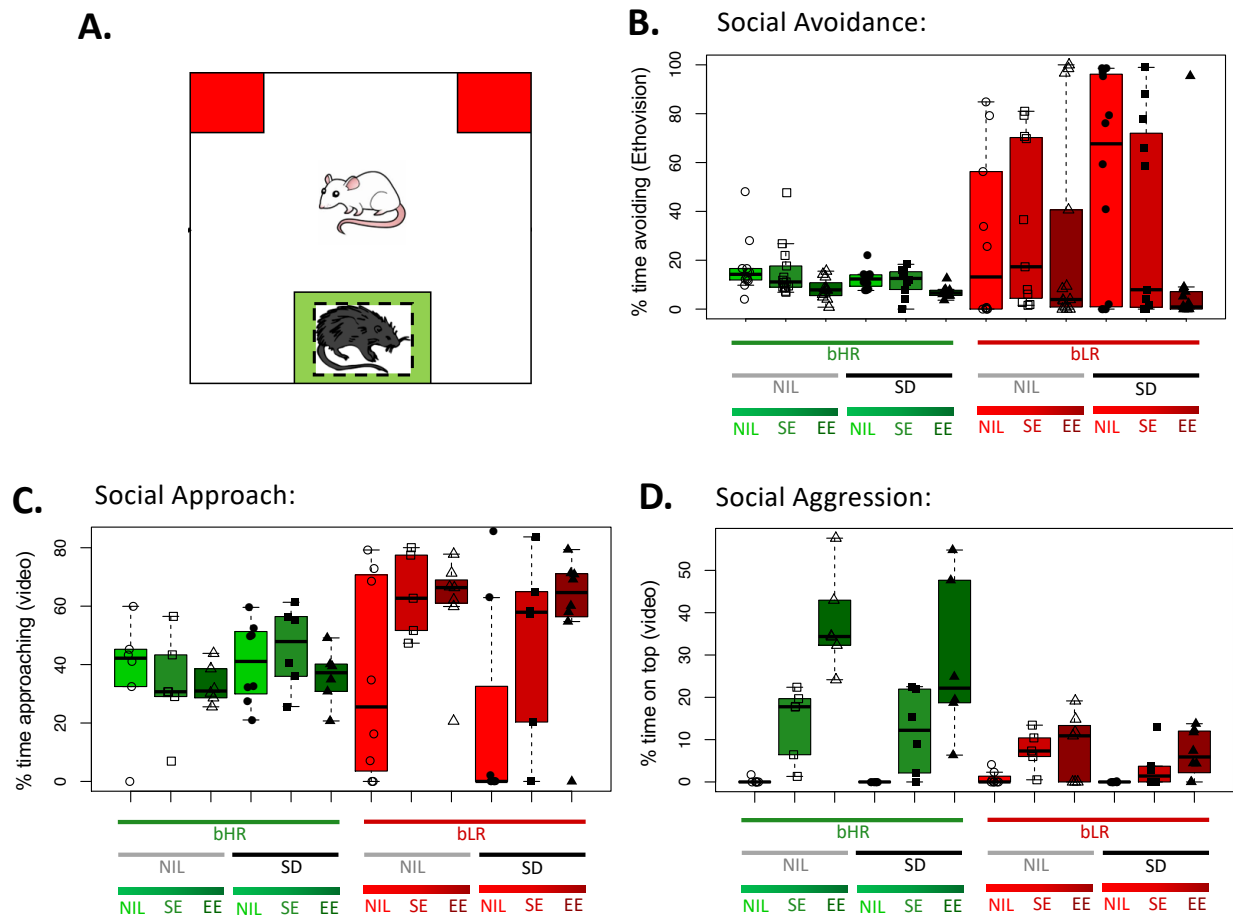 A.
B. Social Avoidance:
% time avoiding (Ethovision)
100
80
60
40
20
0
bHR bLR
NIL SD NIL SD
NIL SE EE NIL SE EE NIL SE EE NIL SE EE
C. Social Approach:
% time approaching (video)
80
60
40
20
0
bHR bLR
NIL SD NIL SD
NIL SE EE NIL SE EE NIL SE EE NIL SE EE
D. Social Aggression:
% time on top (video)
50
40
30
20
10
0
bHR bLR
NIL SD NIL SD
NIL SE EE NIL SE EE NIL SE EE NIL SE EE